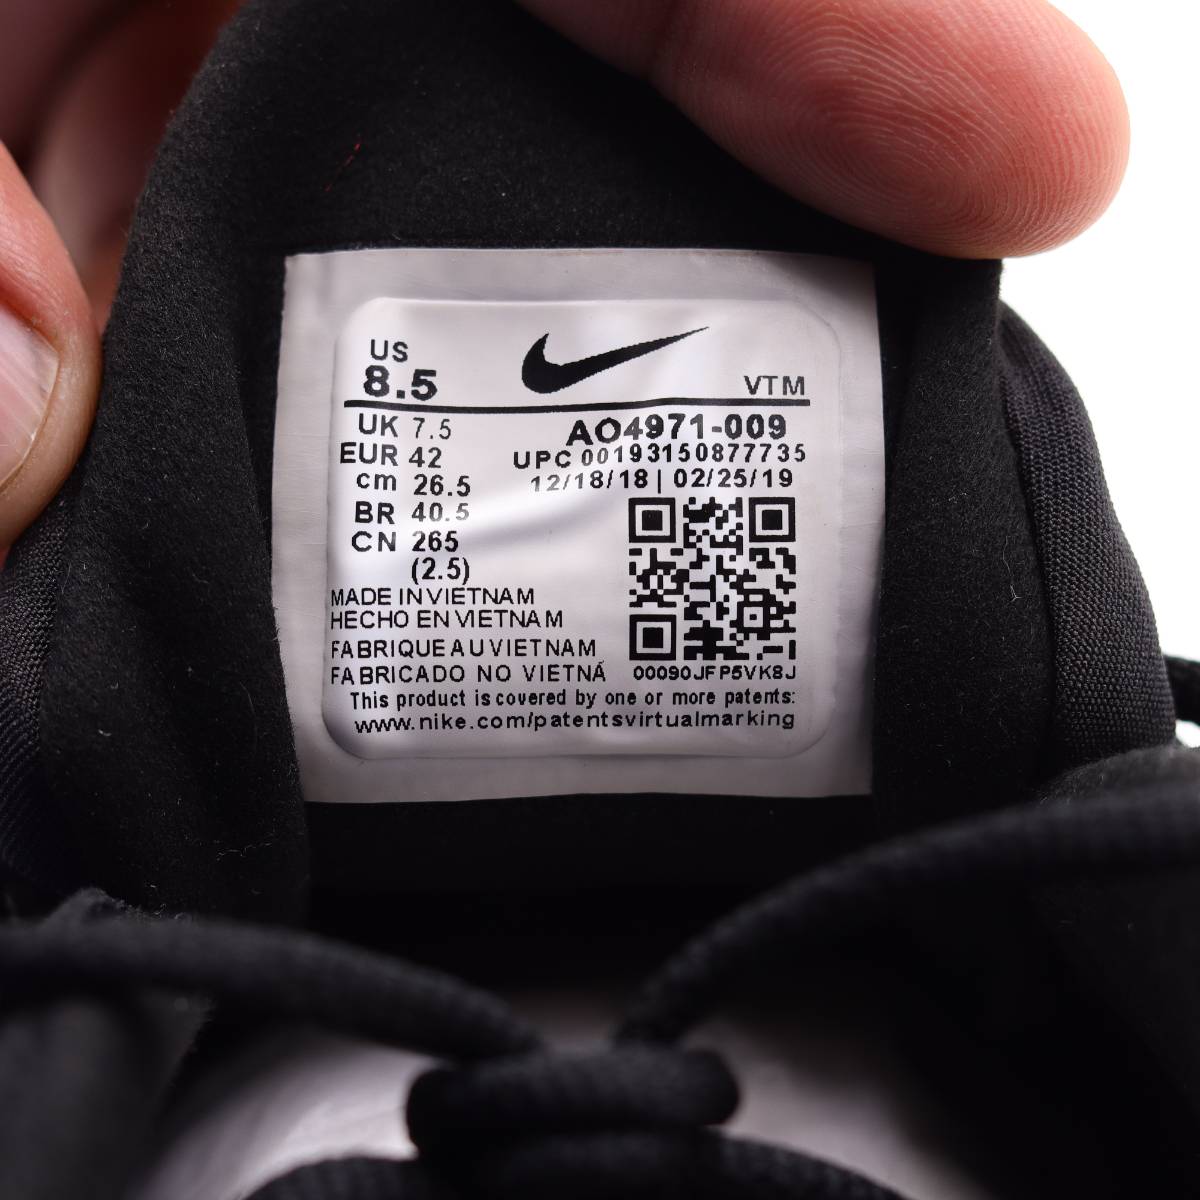 US
8.5
VTM
UK 7.5
AO4971-009
EUR 42
UPC 00193150877735
cm 26.5
12/18/18 | 02/25/19
BR 40.5
CN 265
(2.5)
MADE IN VIETNAM
HECHO EN VIETNAM
FABRIQUE AU VIETNAM
FABRICADO NO VIETNÃ
00090JFP5VK8J
This product is covered by one or more patents:
www.nike.com/patentsvirtualmarking